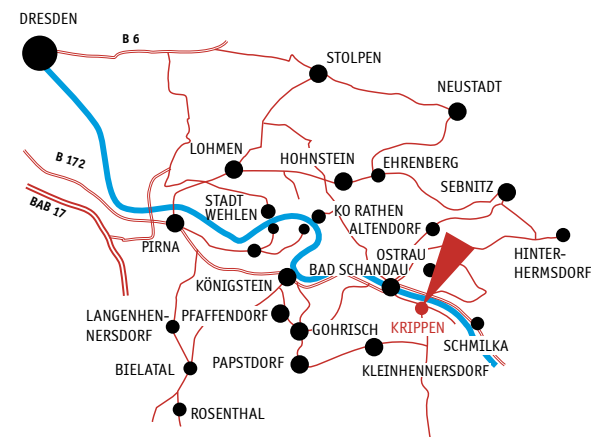 DRESDEN
B 6
STOLPEN
NEUSTADT
B 172
LOHMEN
HOHNSTEIN
EHRENBERG
SEBNITZ
BAB 17
STADT
WEHLEN
KO RATHEN
ALTENDORF
PIRNA
OSTRAU
HINTER-
HERMSDORF
KÖNIGSTEIN
BAD SCHANDAU
LANGENHEN-
NERSDORF
PFAFFENDORF
GOHRISCH
KRIPPEN
SCHMILKA
BIELATAL
PAPSTDORF
KLEINHENNERSDORF
ROSENTHAL